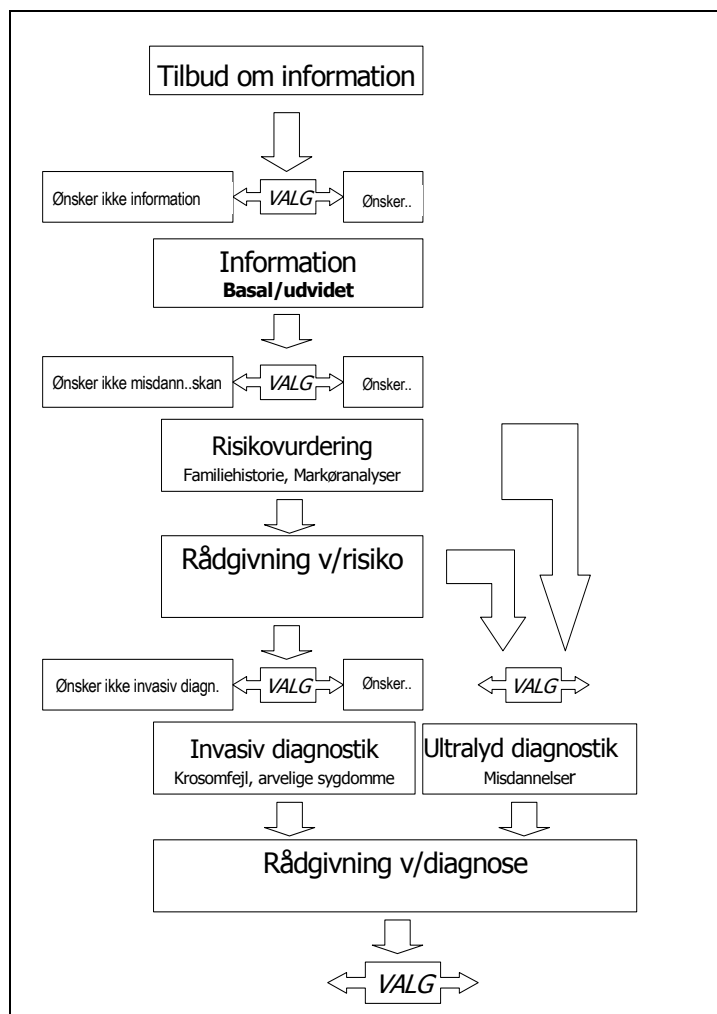 Tilbud om information
Ønsker ikke information
VALG
Ønsker..
Information
Basal/udvidet
Ønsker ikke misdann..skan
VALG
Ønsker..
Risikovurdering
Familiehistorie, Markøranalyser
Rådgivning v/risiko
Ønsker ikke invasiv diagn.
VALG
Ønsker..
VALG
Invasiv diagnostik
Krosomfejl, arvelige sygdomme
Ultralyd diagnostik
Misdannelser
Rådgivning v/diagnose
VALG